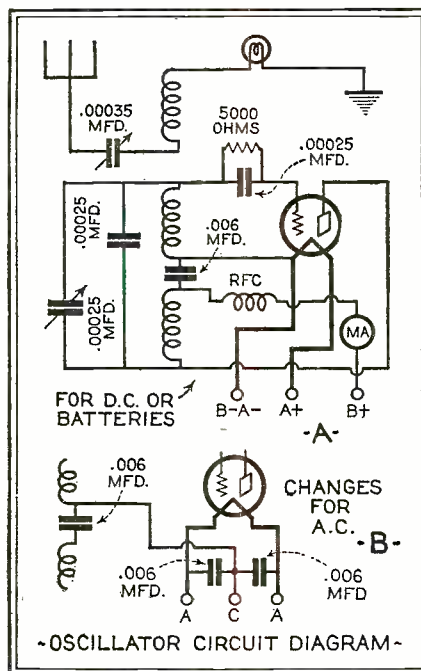 .00035
MFD.
5000
OHMS
.00025
MFD.
.00025
MFD.
.006
MFD.
.00025
MFD.
RFC
MA
FOR D.C. OR
BATTERIES
B-A-
A+
B+
-A-
.006
MFD.
CHANGES
FOR
A.C.
-B-
.006
MFD.
.006
MFD
A
C
A
~OSCILLATOR CIRCUIT DIAGRAM~